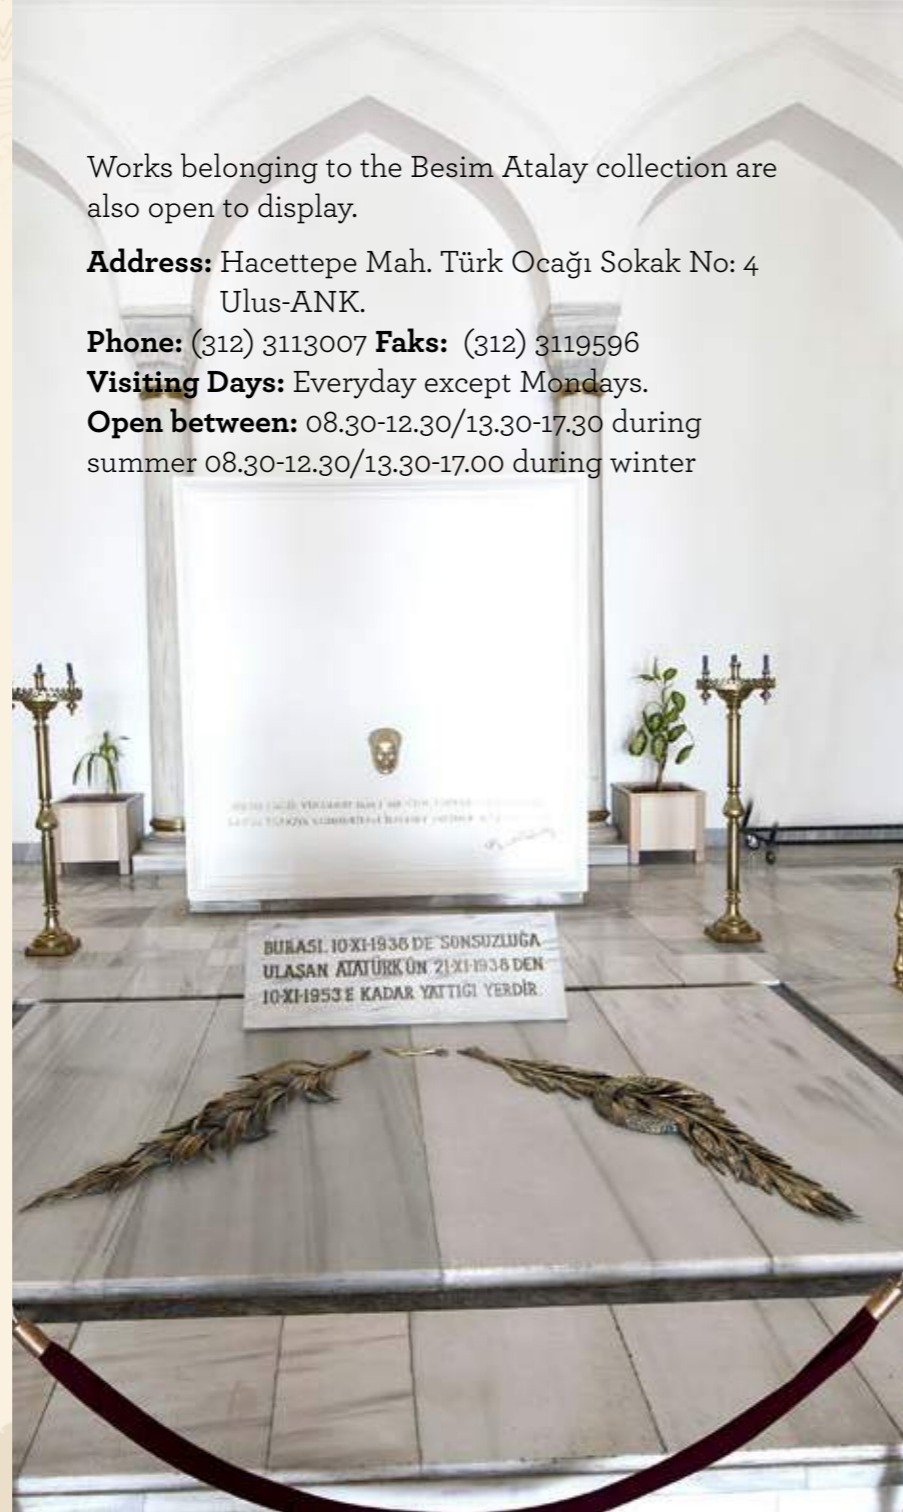 Works belonging to the Besim Atalay collection are
also open to display.
Address: Hacettepe Mah. Türk Ocağı Sokak No: 4
Ulus-ANK.
Phone: (312) 3113007 Faks: (312) 3119596
Visiting Days: Everyday except Mondays.
Open between: 08.30-12.30/13.30-17.30 during
summer 08.30-12.30/13.30-17.00 during winter
BURASI. 10-XI-1938 DE SONSUZLUĞA
ULAŞAN ATATÜRK'ÜN 21-XI-1938 DEN
10-XI-1953 E KADAR YATTIĞI YERDİR.